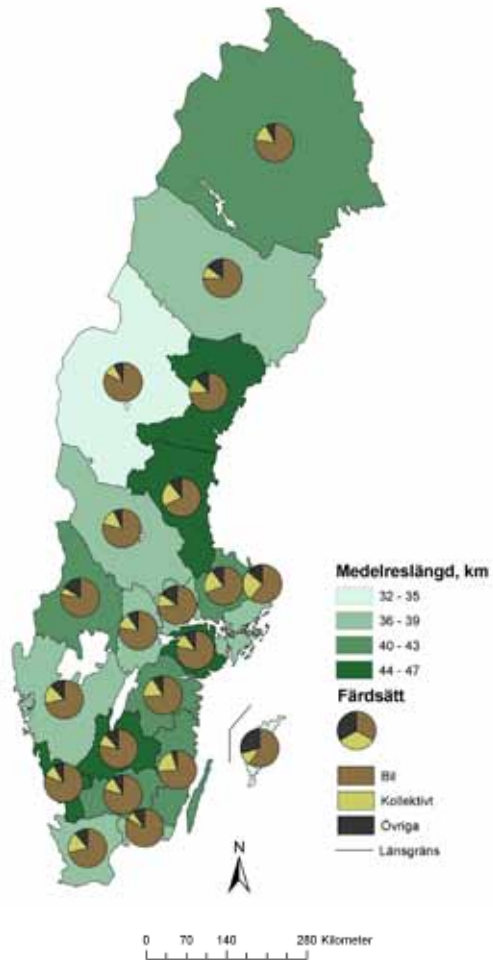 Medelreslängd, km
32 - 35
36 - 39
40 - 43
44 - 47
Färdsätt
Bil
Kollektivt
Övriga
Länsgräns
N
0 70 140 280 Kilometer